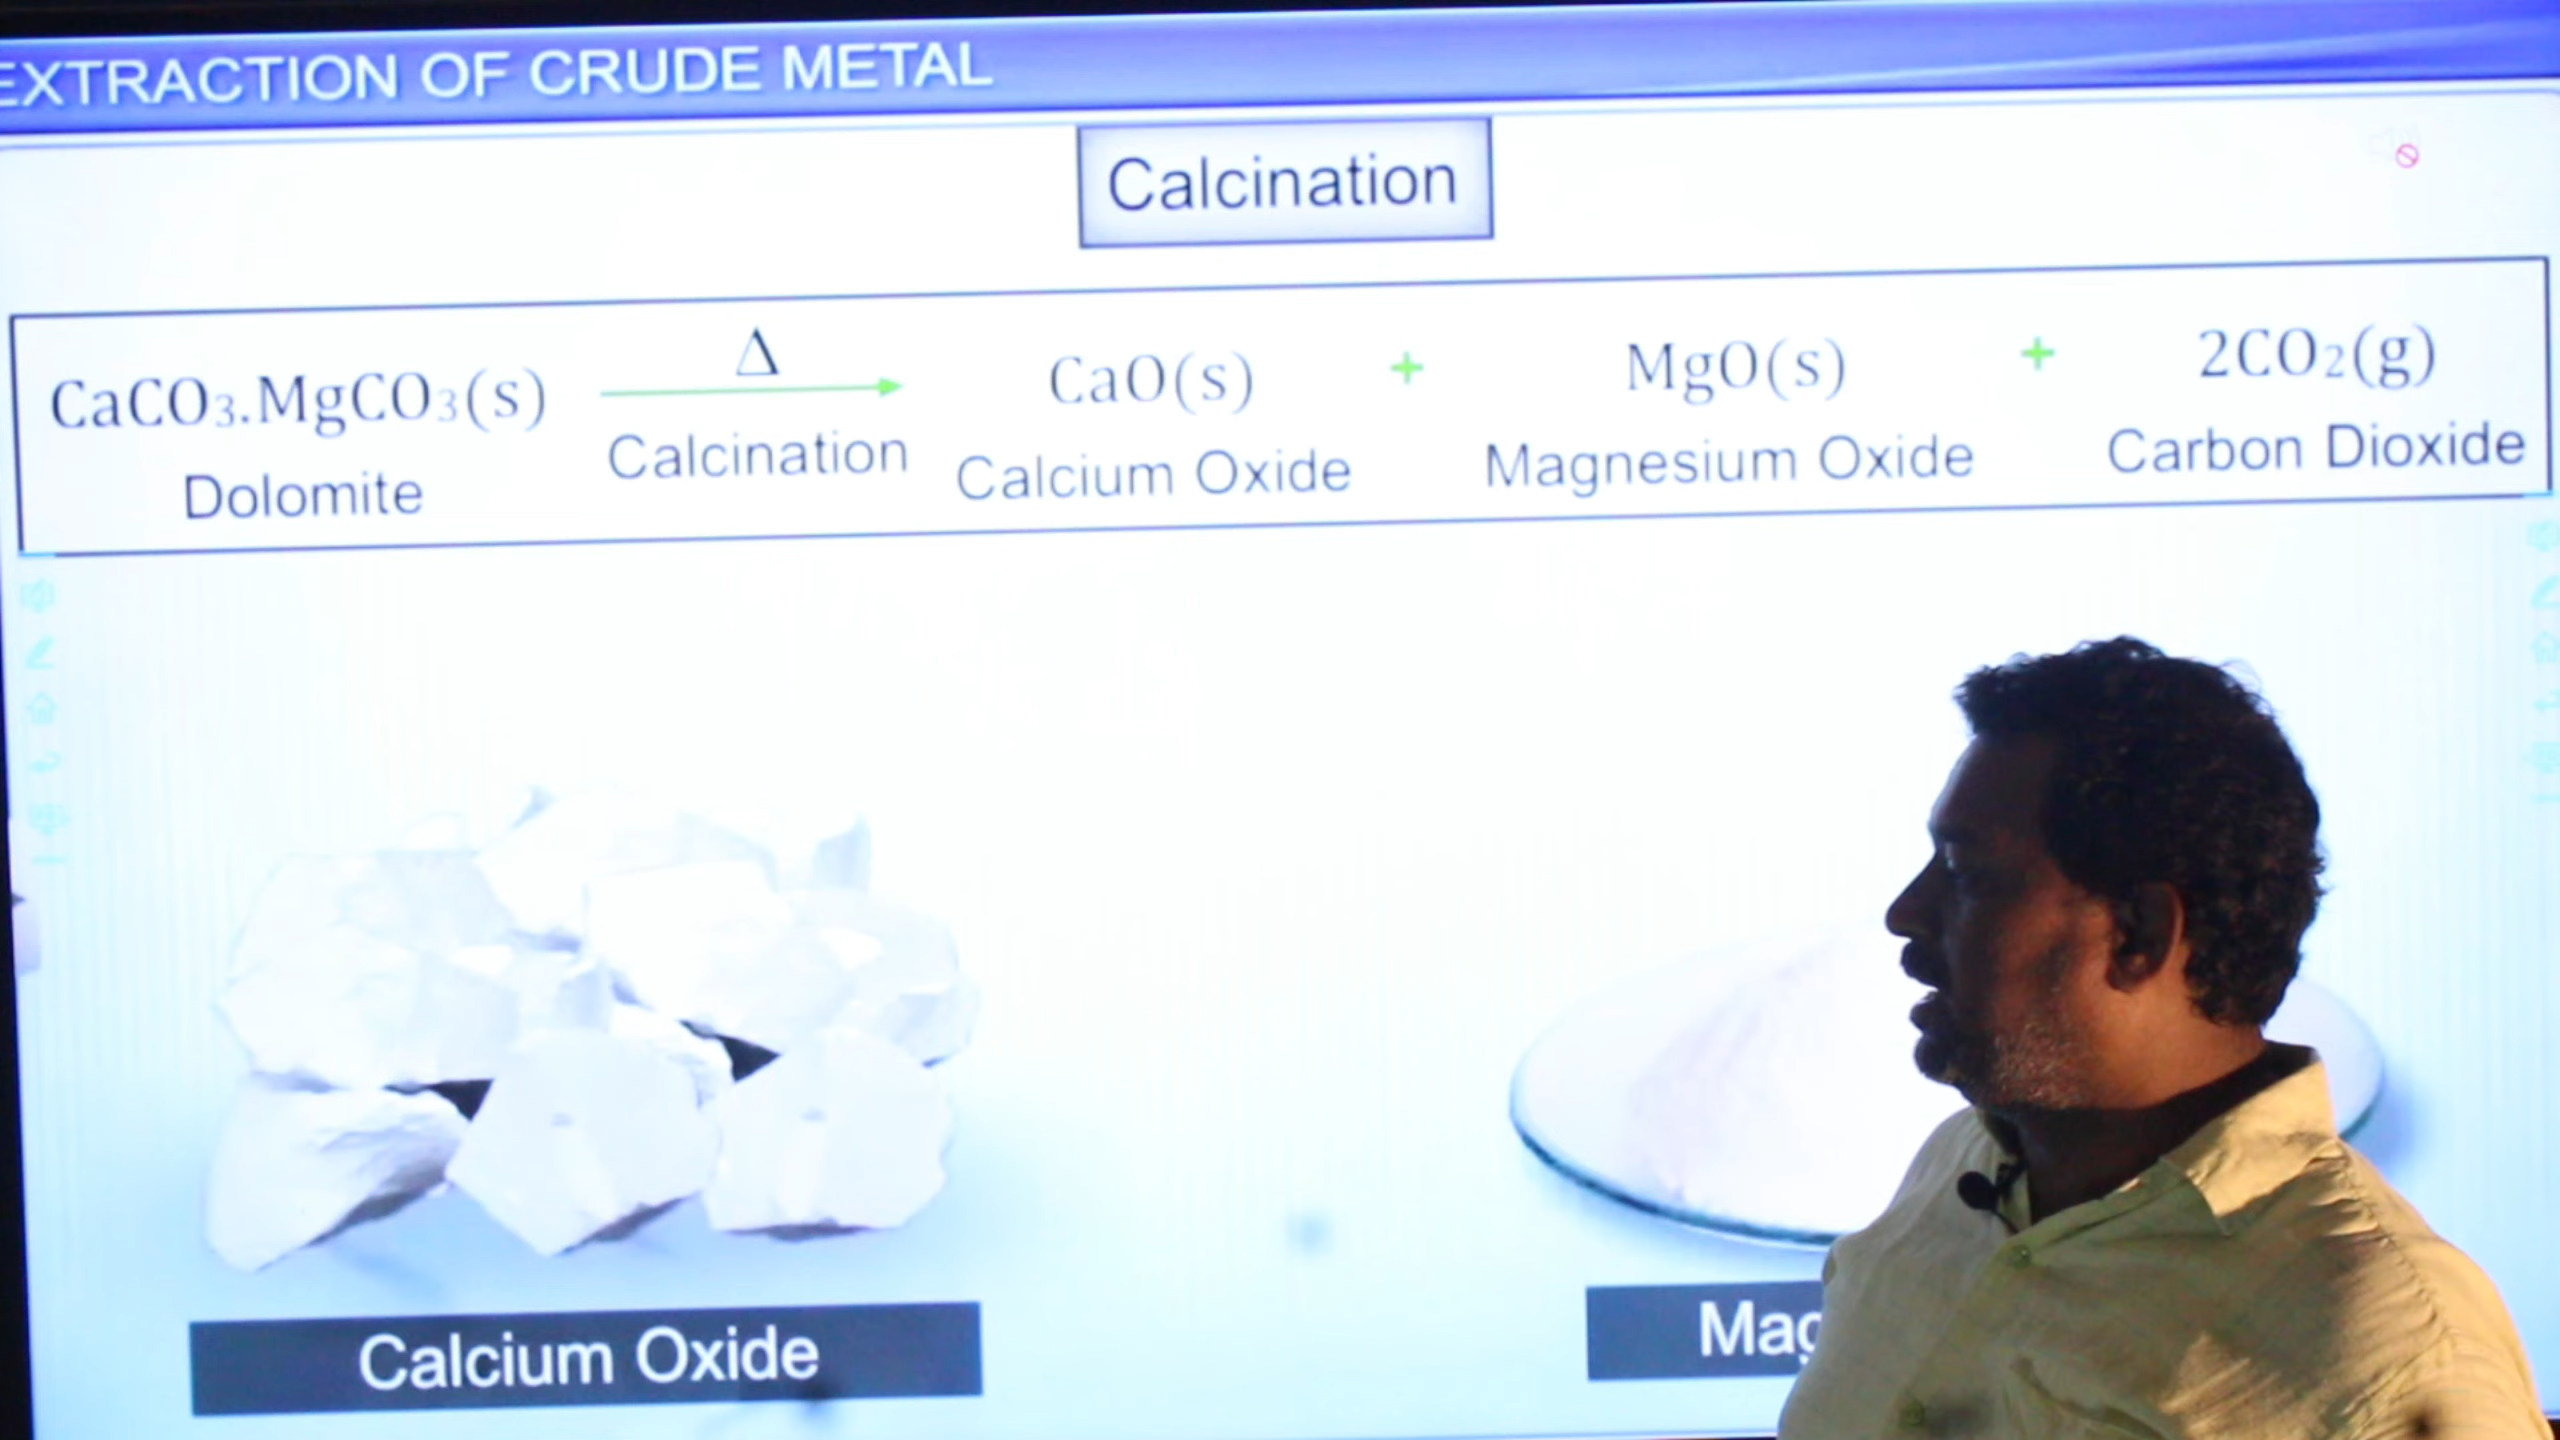 EXTRACTION OF CRUDE METAL
Calcination
CaCO₃.MgCO₃(s) Δ CaO(s) + MgO(s) + 2CO₂(g)
Dolomite Calcination Calcium Oxide Magnesium Oxide Carbon Dioxide
Calcium Oxide
Mag